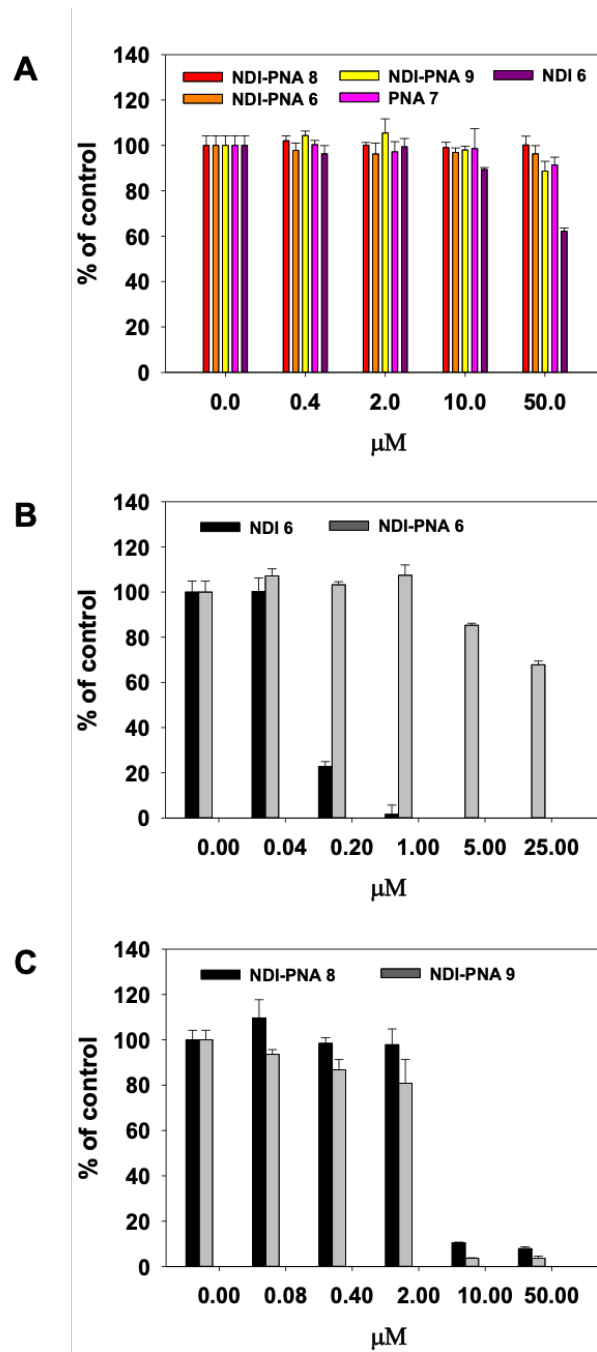 A
NDI-PNA 8 NDI-PNA 9 NDI 6
NDI-PNA 6 PNA 7
% of control
140
120
100
80
60
40
20
0
0.0 0.4 2.0 10.0 50.0
µM
B
NDI 6 NDI-PNA 6
% of control
140
120
100
80
60
40
20
0
0.00 0.04 0.20 1.00 5.00 25.00
µM
C
NDI-PNA 8 NDI-PNA 9
% of control
140
120
100
80
60
40
20
0
0.00 0.08 0.40 2.00 10.00 50.00
µM